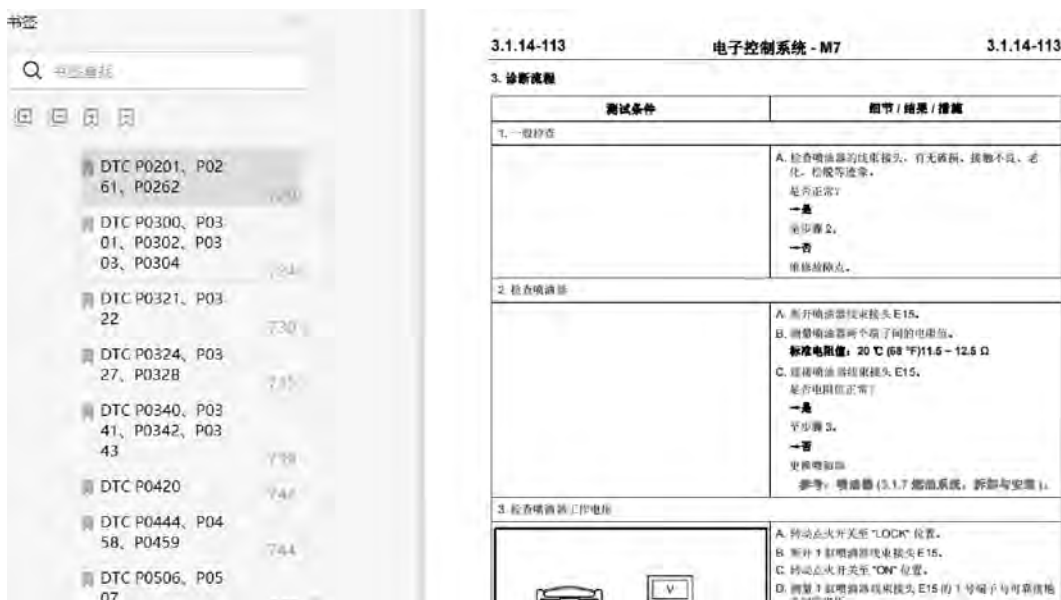 书签
书签查找
DTC P0201、P02
61、P0262
DTC P0300、P03
01、P0302、P03
03、P0304
DTC P0321、P03
22
730
DTC P0324、P03
27、P0328
735
DTC P0340、P03
41、P0342、P03
43
739
DTC P0420
742
DTC P0444、P04
58、P0459
744
DTC P0506、P05
07
3.1.14-113
电子控制系统 - M7
3.1.14-113
3. 诊断流程
测试条件
细节 / 结果 / 措施
1. 一般检查
A. 检查喷油器的线束接头，有无破损、接触不良、老
化、松脱等迹象。
是否正常？
→是
至步骤 2。
→否
维修故障点。
2. 检查喷油器
A. 断开喷油器线束接头 E15。
B. 测量喷油器两个端子间的电阻值。
标准电阻值：20 ℃ (68 °F)11.5 – 12.5 Ω
C. 连接喷油器线束接头 E15。
是否电阻值正常？
→是
至步骤 3。
→否
更换喷油器
参考：喷油器 (3.1.7 燃油系统，拆卸与安装 )。
3. 检查喷油器工作电压
A. 转动点火开关至 "LOCK" 位置。
B. 断开 1 缸喷油器线束接头 E15。
C. 转动点火开关至 "ON" 位置。
D. 测量 1 缸喷油器线束接头 E15 的 1 号端子与可靠接地
V